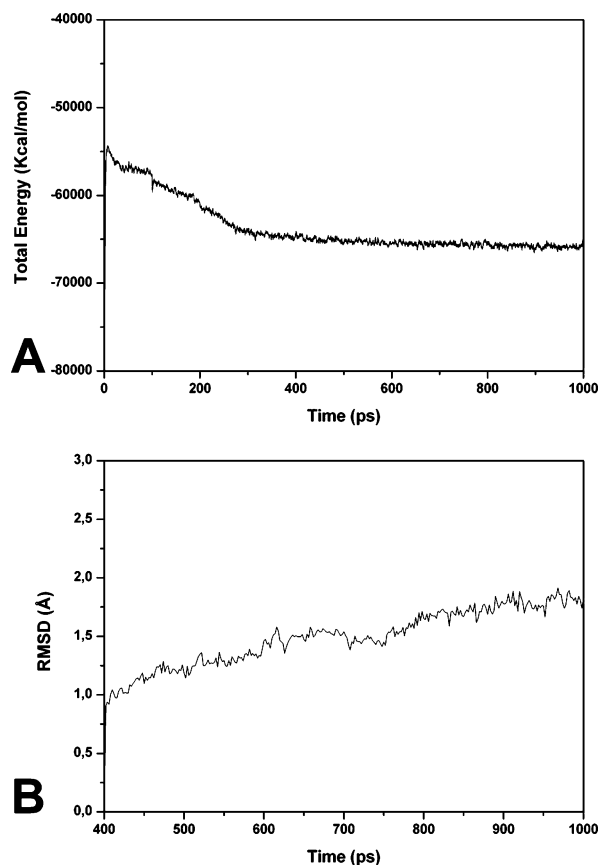 -40000
-50000
-60000
-70000
-80000
Total Energy (Kcal/mol)
A
0 200 400 600 800 1000
Time (ps)
3,0
2,5
2,0
1,5
1,0
0,5
0,0
RMSD (Å)
B
400 500 600 700 800 900 1000
Time (ps)